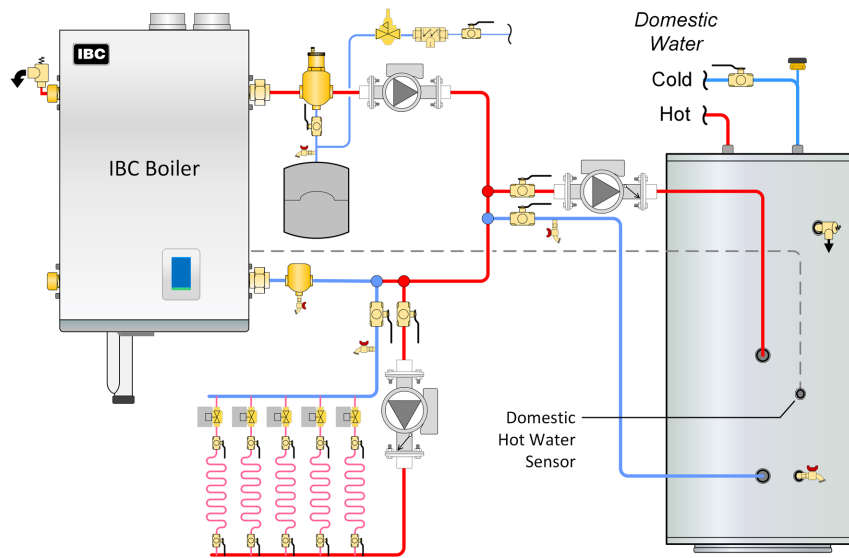 IBC
IBC Boiler
Domestic
Water
Cold
Hot
Domestic
Hot Water
Sensor